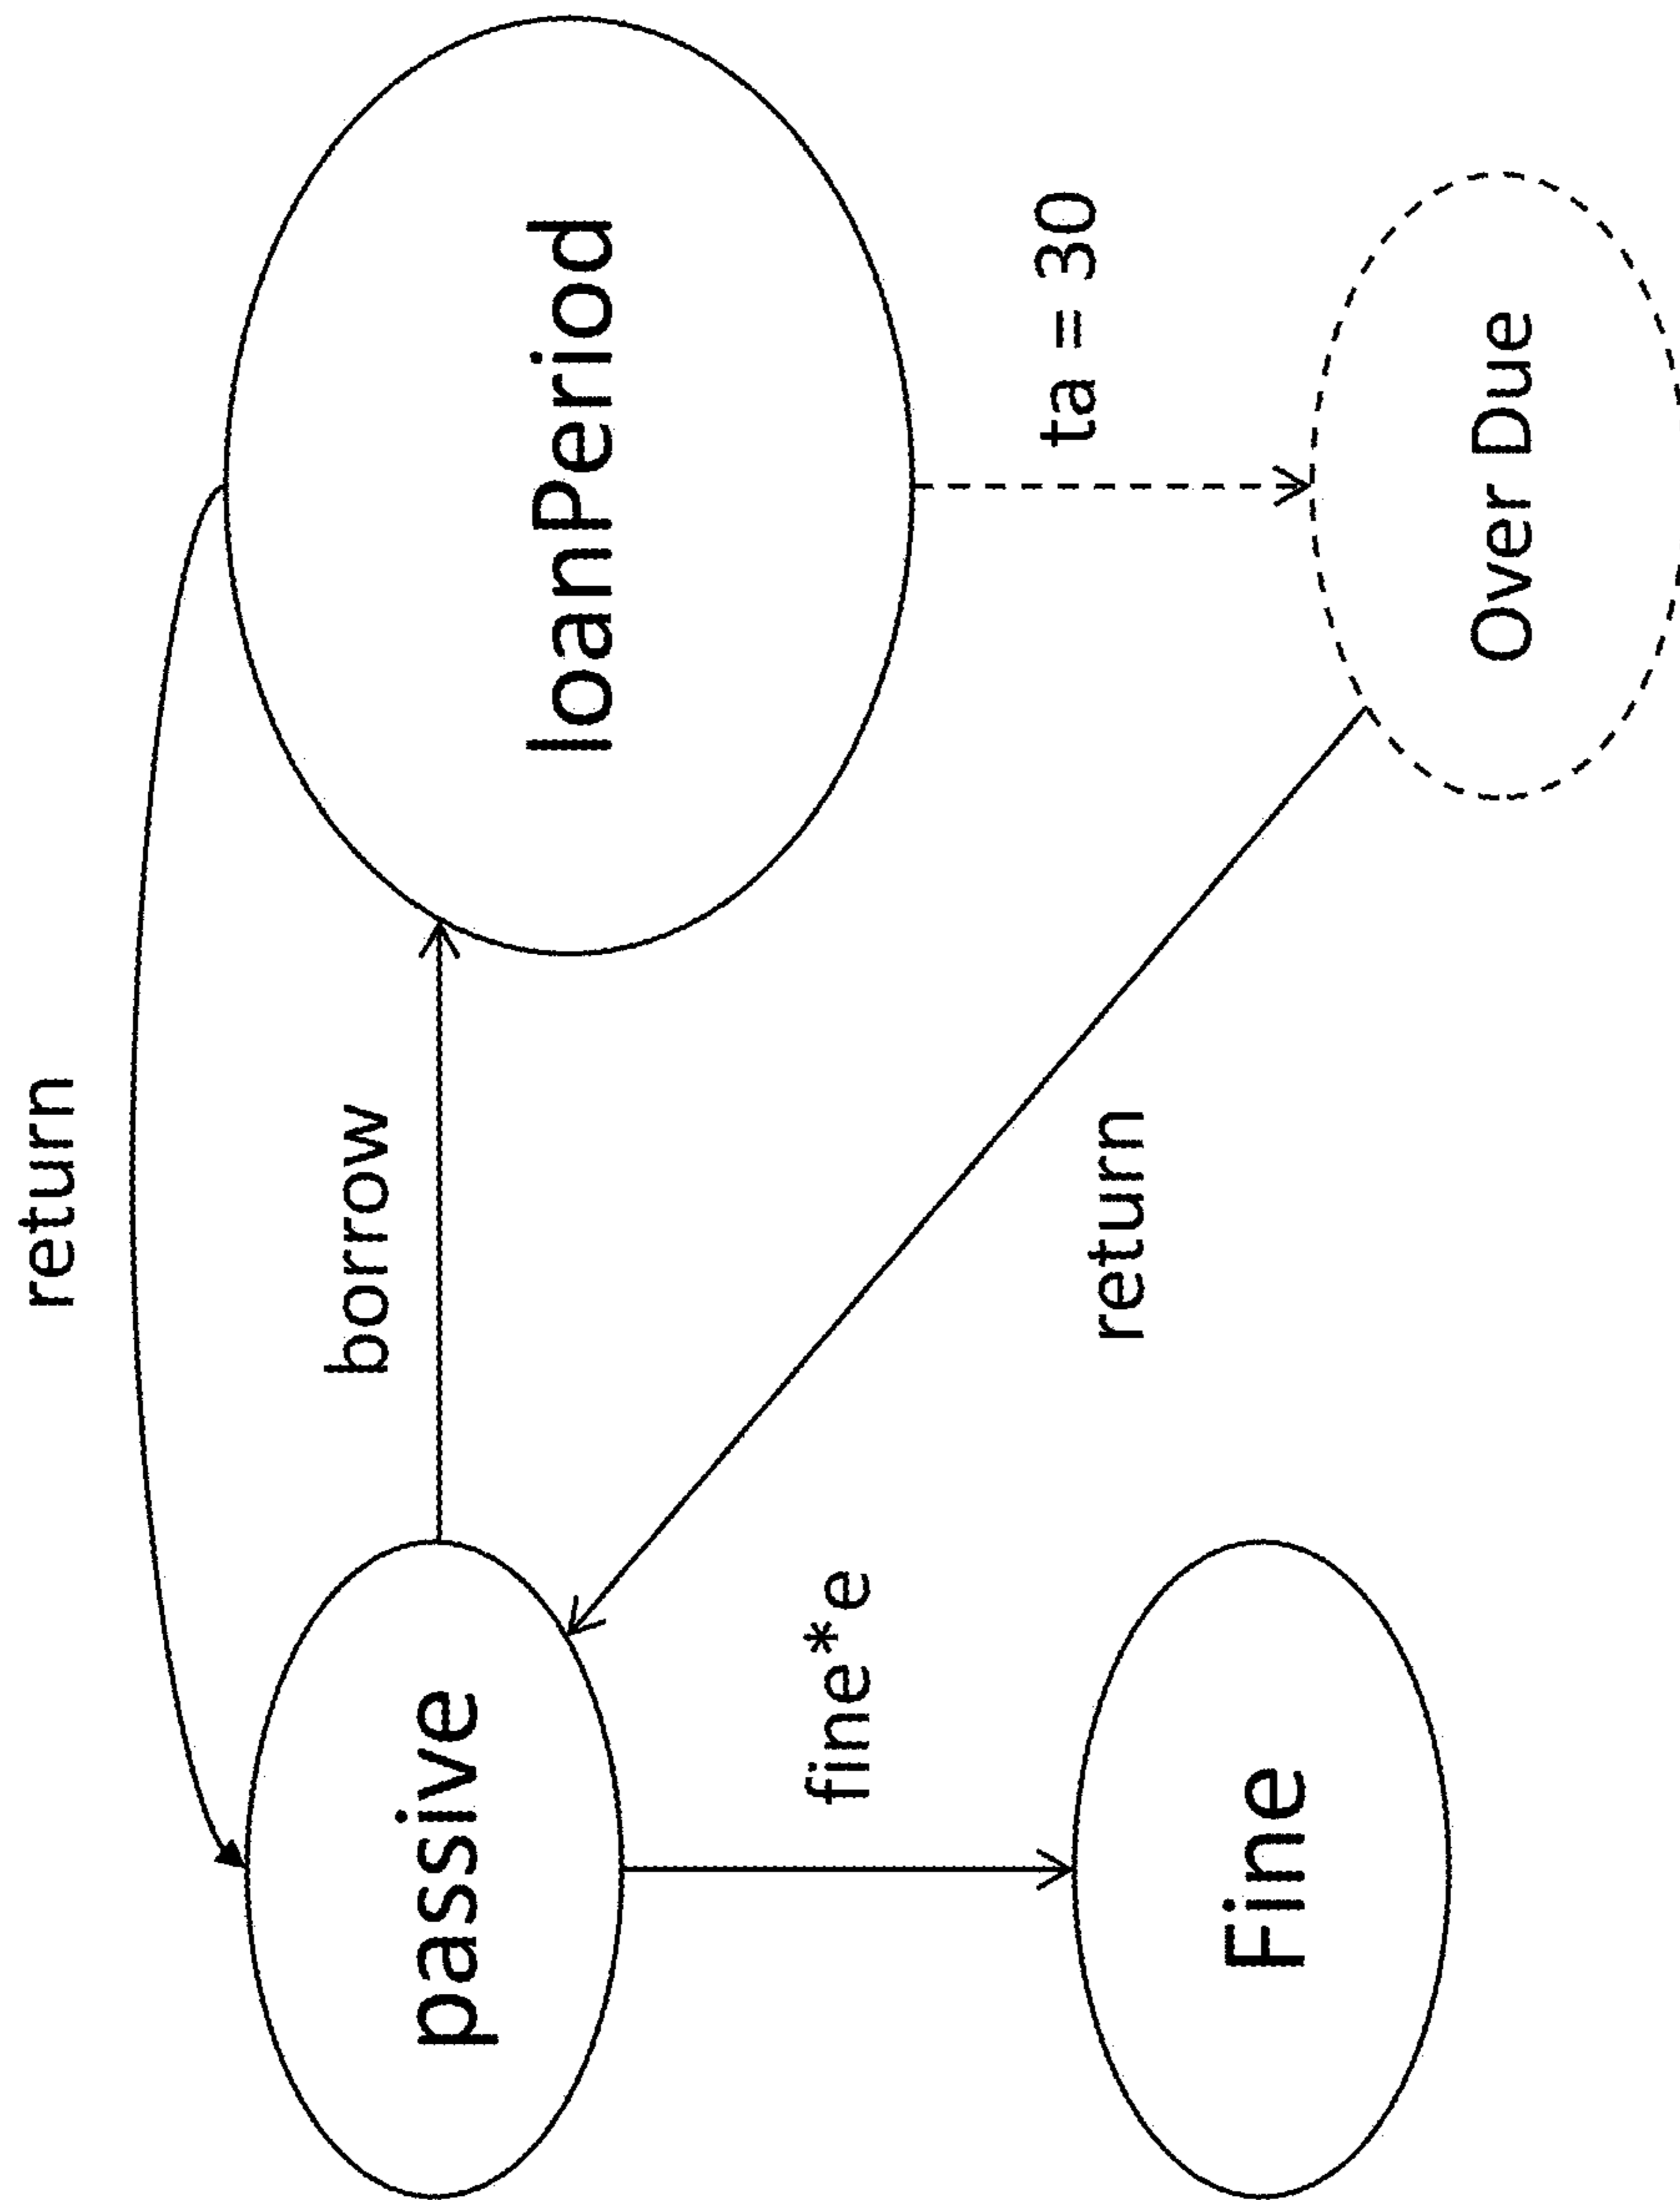 return
borrow
passive
loanPeriod
fine*e
return
ta = 30
Fine
Over Due